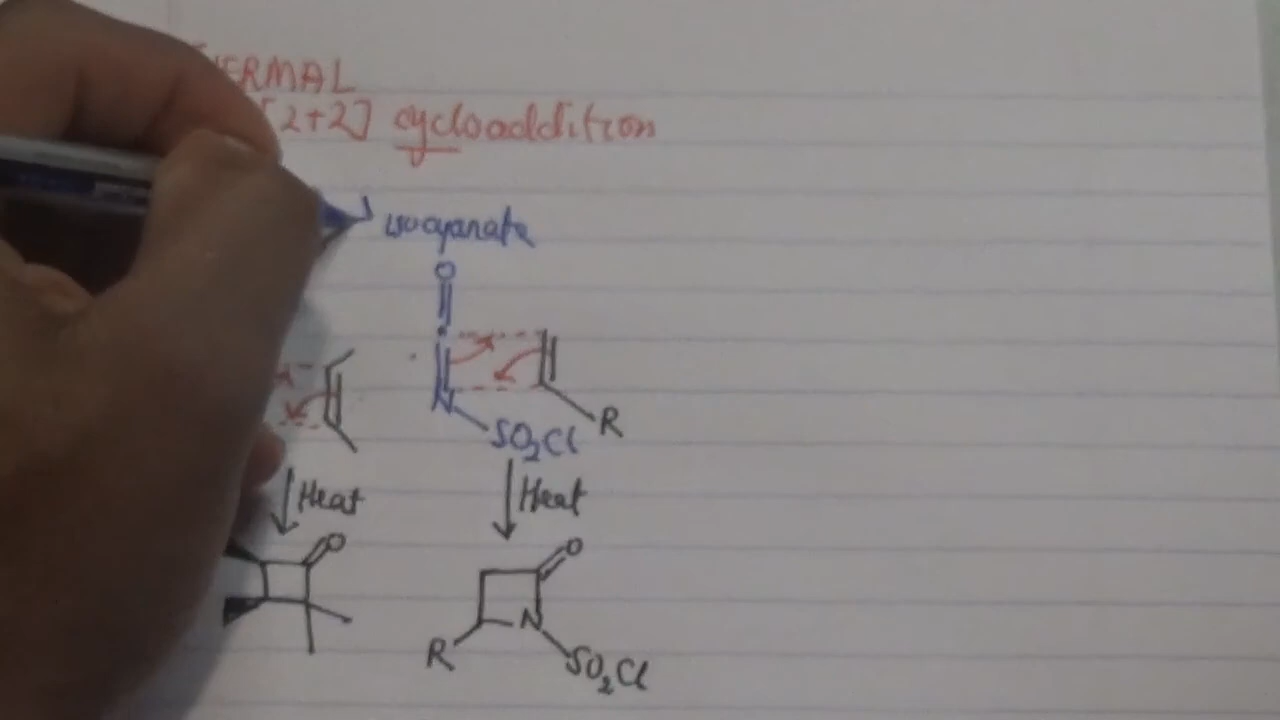 ERMAL
[2+2] cycloaddition
isocyanate
O
N
SO₂Cl
R
Heat
Heat
O
O
N
R
SO₂Cl